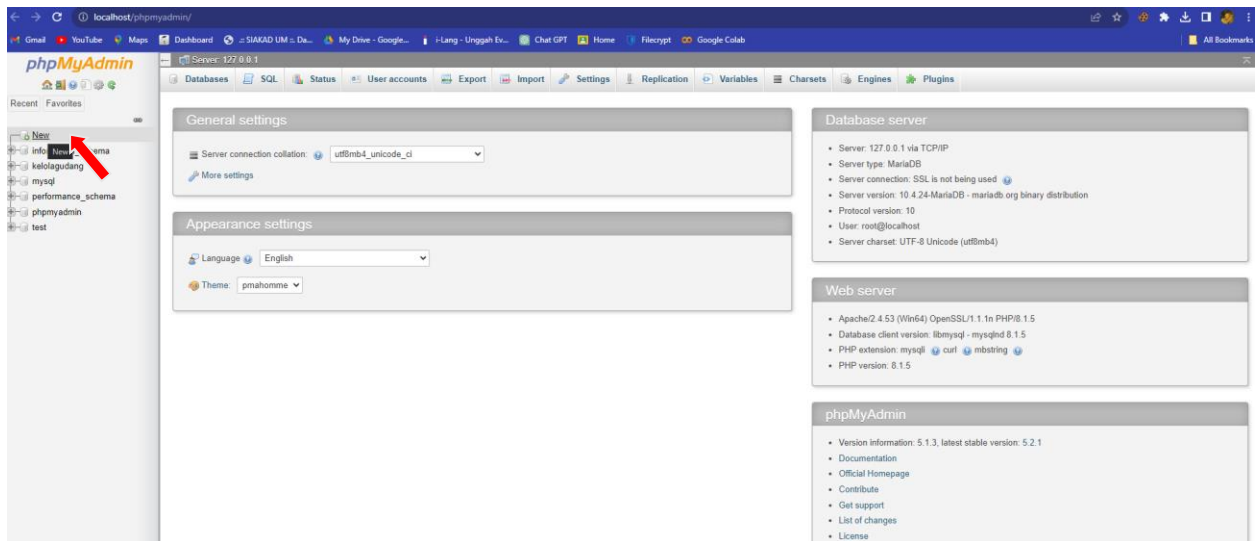 localhost/phpmyadmin/
Gmail YouTube Maps Dashboard .:: SIAKAD UM ::. Da... My Drive - Google... i-Lang - Unggah Ev... Chat GPT Home Filecrypt Google Colab All Bookmarks
phpMyAdmin
Recent Favorites
New
New
kelolagudang
mysql
performance_schema
phpmyadmin
test
Server: 127.0.0.1
Databases SQL Status User accounts Export Import Settings Replication Variables Charsets Engines Plugins
General settings
Server connection collation: utf8mb4_unicode_ci
More settings
Appearance settings
Language English
Theme: pmahomme
Database server
• Server: 127.0.0.1 via TCP/IP
• Server type: MariaDB
• Server connection: SSL is not being used
• Server version: 10.4.24-MariaDB - mariadb.org binary distribution
• Protocol version: 10
• User: root@localhost
• Server charset: UTF-8 Unicode (utf8mb4)
Web server
• Apache/2.4.53 (Win64) OpenSSL/1.1.1n PHP/8.1.5
• Database client version: libmysql - mysqlnd 8.1.5
• PHP extension: mysqli curl mbstring
• PHP version: 8.1.5
phpMyAdmin
• Version information: 5.1.3, latest stable version: 5.2.1
• Documentation
• Official Homepage
• Contribute
• Get support
• List of changes
• License